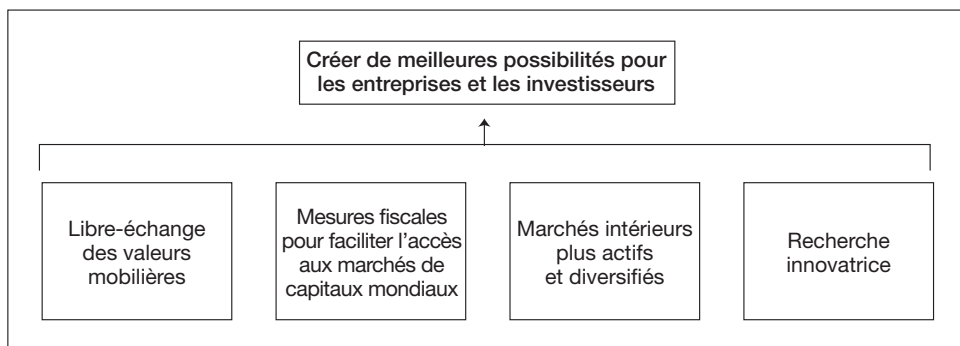 Créer de meilleures possibilités pour
les entreprises et les investisseurs
Libre-échange
des valeurs
mobilières
Mesures fiscales
pour faciliter l'accès
aux marchés de
capitaux mondiaux
Marchés intérieurs
plus actifs
et diversifiés
Recherche
innovatrice